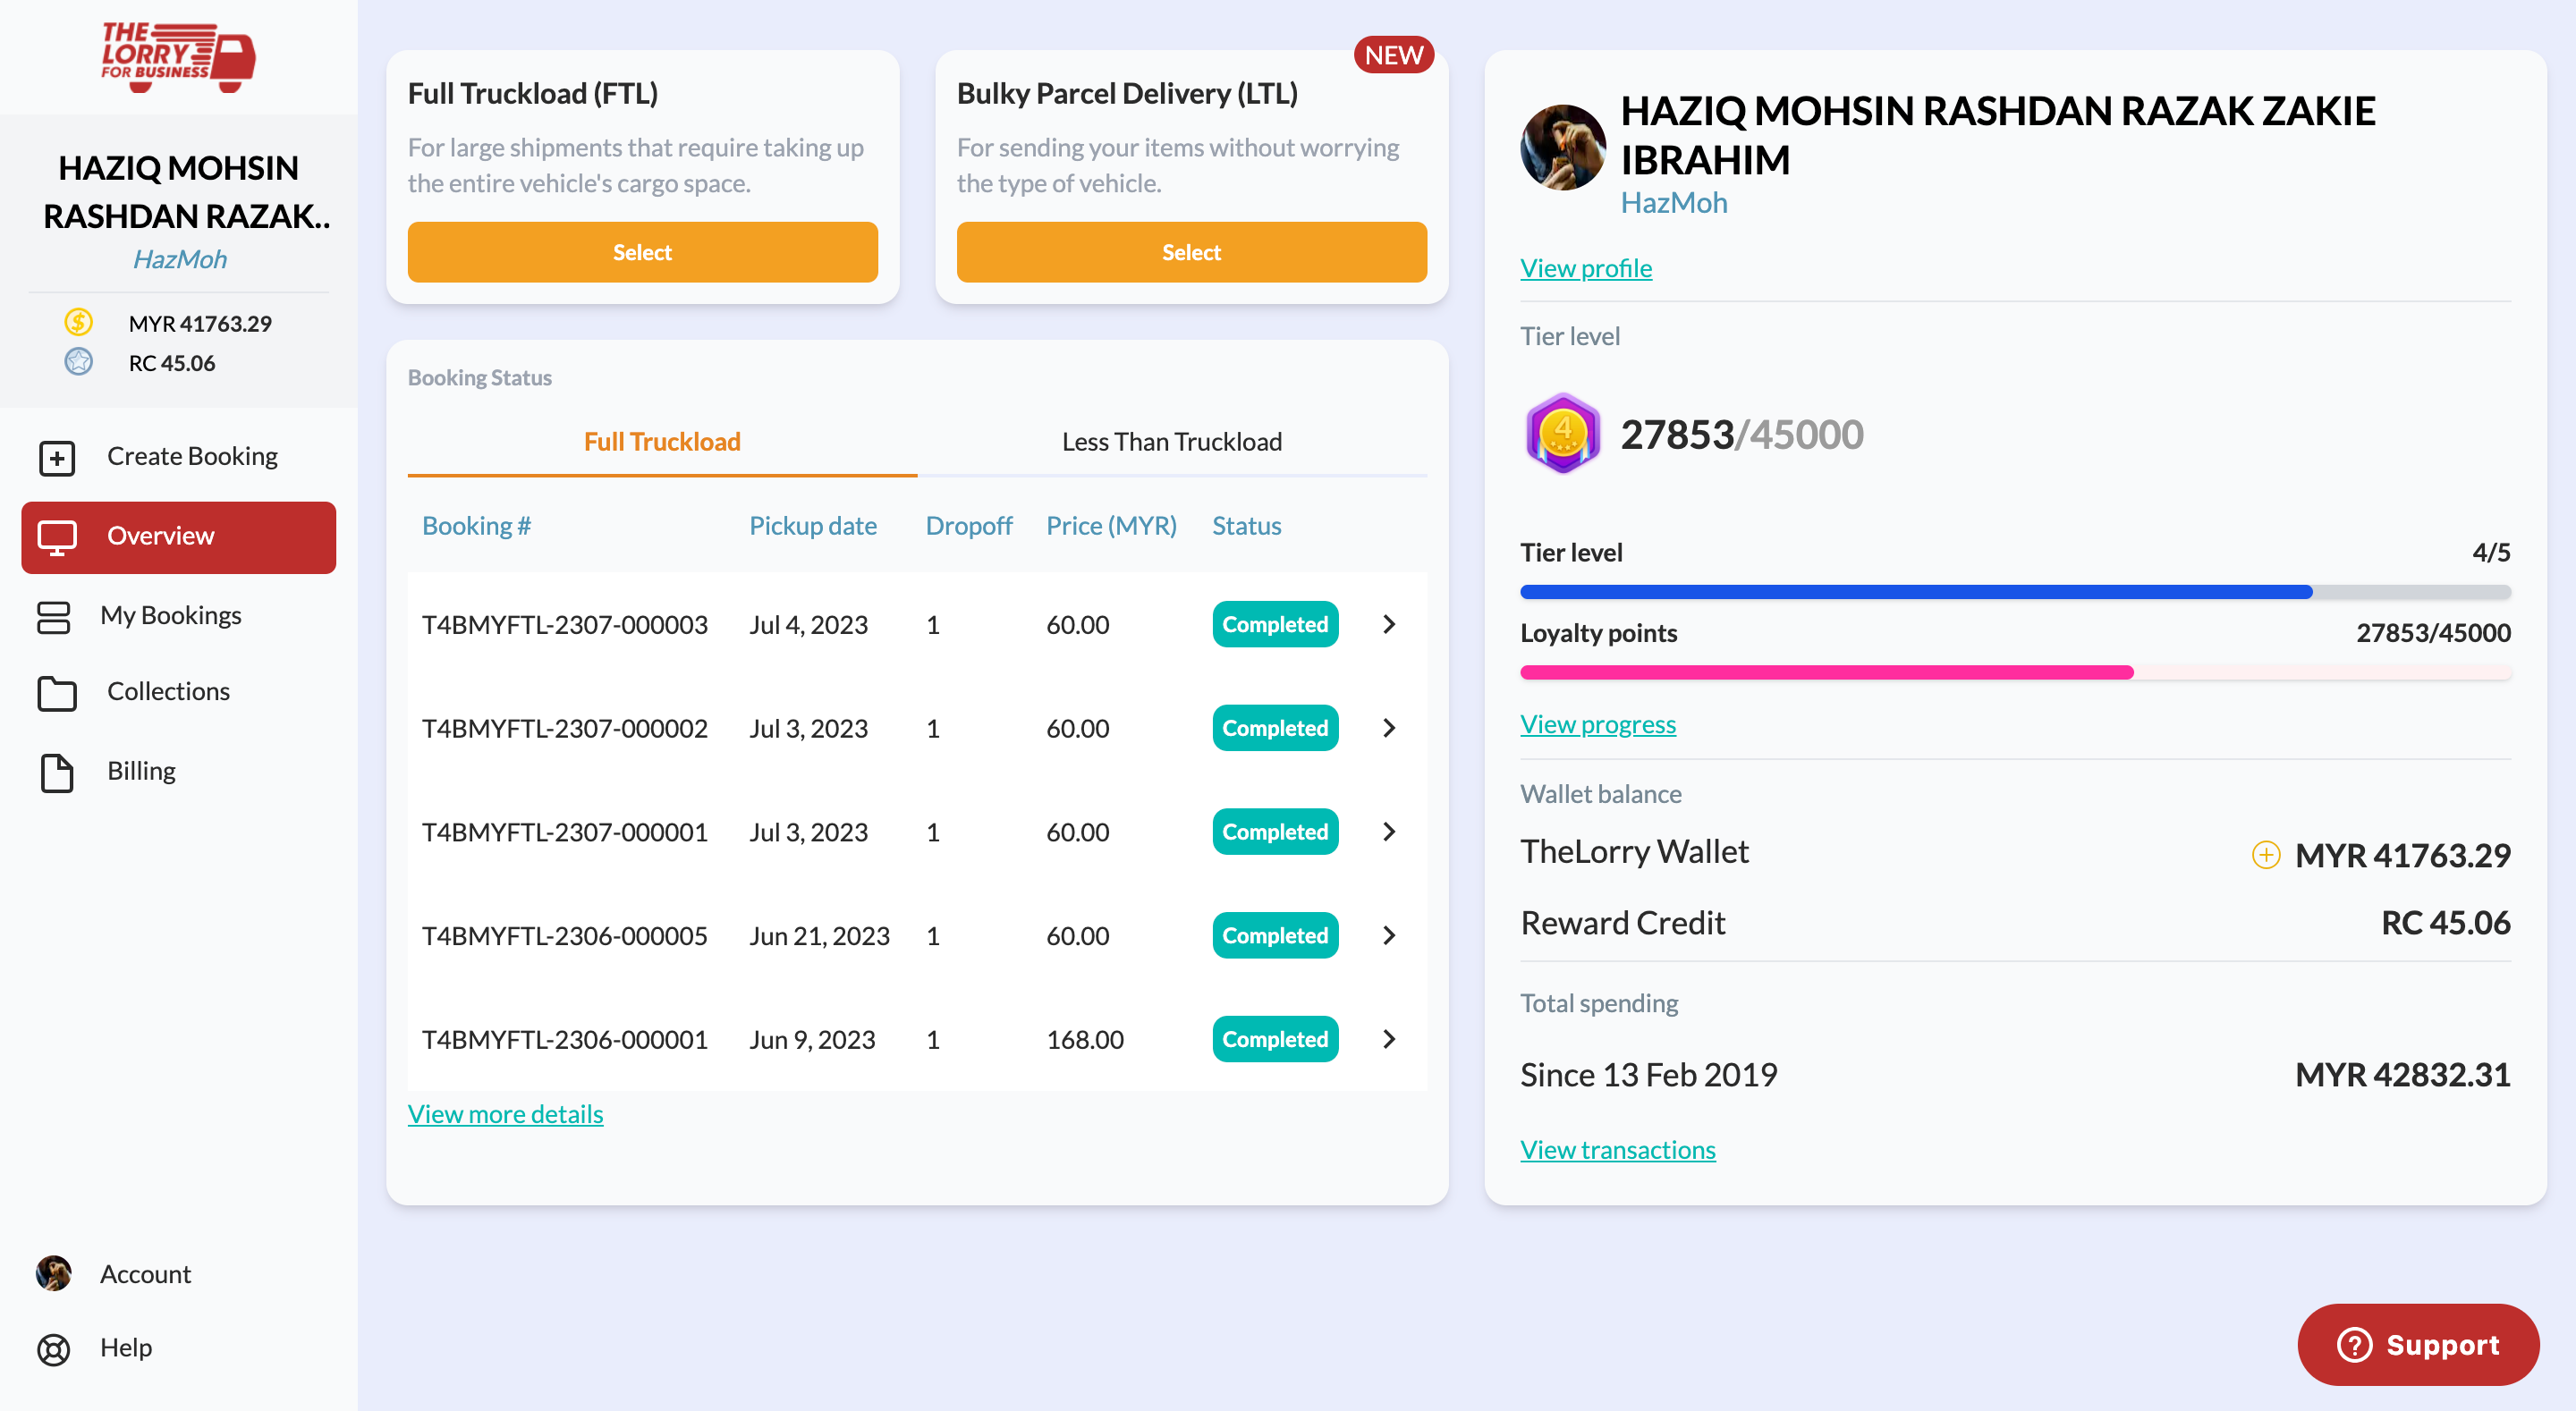 THE
LORRY
FOR BUSINESS
HAZIQ MOHSIN
RASHDAN RAZAK..
HazMoh
MYR 41763.29
RC 45.06
Create Booking
Overview
My Bookings
Collections
Billing
Account
Help
Full Truckload (FTL)
For large shipments that require taking up
the entire vehicle's cargo space.
Select
NEW
Bulky Parcel Delivery (LTL)
For sending your items without worrying
the type of vehicle.
Select
Booking Status
Full Truckload Less Than Truckload
Booking # Pickup date Dropoff Price (MYR) Status
T4BMYFTL-2307-000003 Jul 4, 2023 1 60.00 Completed
T4BMYFTL-2307-000002 Jul 3, 2023 1 60.00 Completed
T4BMYFTL-2307-000001 Jul 3, 2023 1 60.00 Completed
T4BMYFTL-2306-000005 Jun 21, 2023 1 60.00 Completed
T4BMYFTL-2306-000001 Jun 9, 2023 1 168.00 Completed
View more details
HAZIQ MOHSIN RASHDAN RAZAK ZAKIE
IBRAHIM
HazMoh
View profile
Tier level
4
27853/45000
Tier level 4/5
Loyalty points 27853/45000
View progress
Wallet balance
TheLorry Wallet MYR 41763.29
Reward Credit RC 45.06
Total spending
Since 13 Feb 2019 MYR 42832.31
View transactions
Support